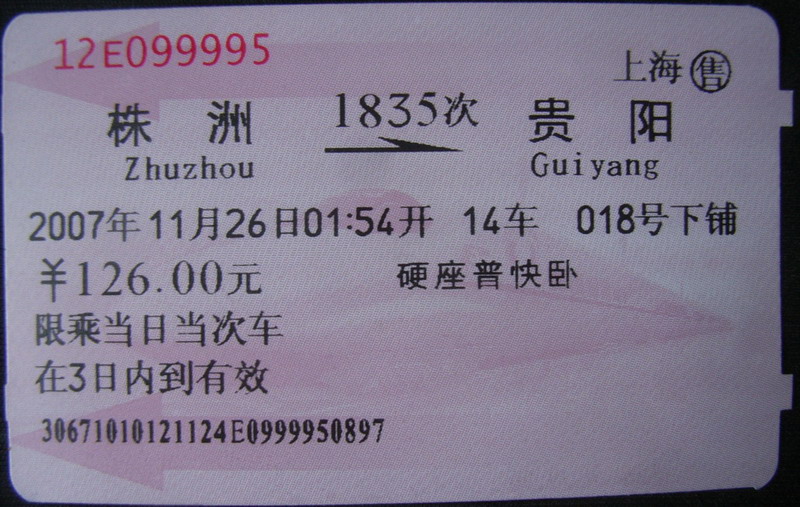 12E099995
上海 售
株洲 1835次 贵阳
Zhuzhou Guiyang
2007年11月26日01:54开 14车 018号下铺
￥126.00元 硬座普快卧
限乘当日当次车
在3日内到有效
30671010121124E0999950897